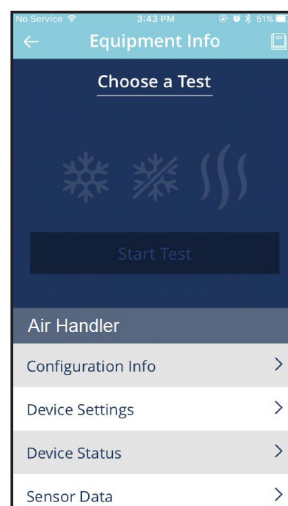 No Service 3:43 PM 51%
Equipment Info
Choose a Test
Start Test
Air Handler
Configuration Info
Device Settings
Device Status
Sensor Data